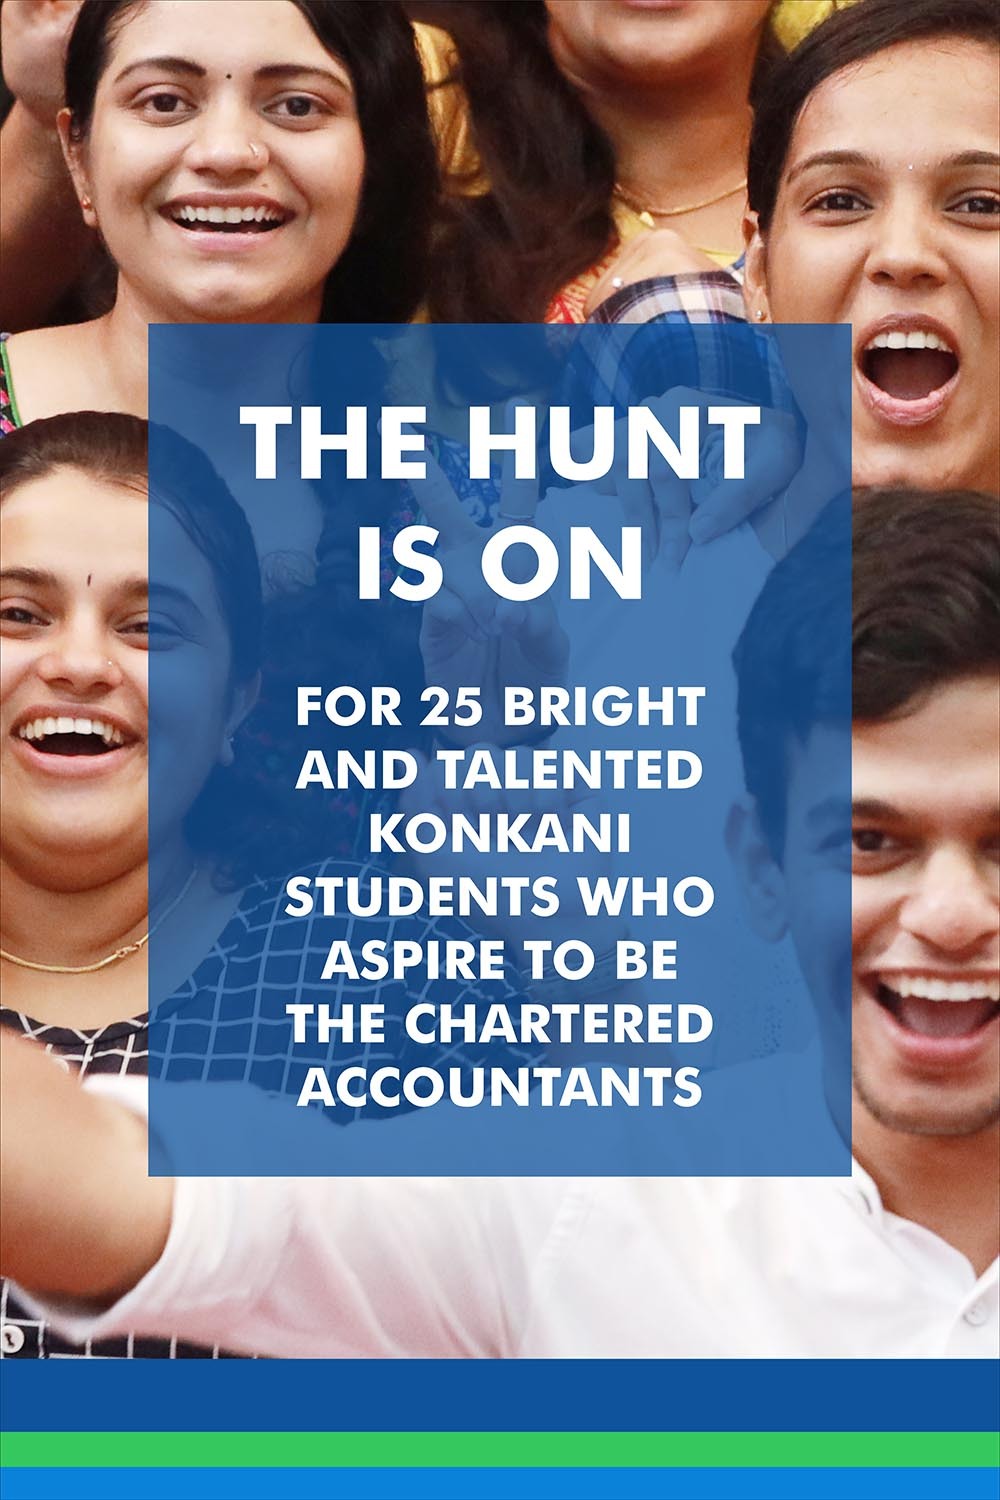 THE HUNT
IS ON
FOR 25 BRIGHT
AND TALENTED
KONKANI
STUDENTS WHO
ASPIRE TO BE
THE CHARTERED
ACCOUNTANTS